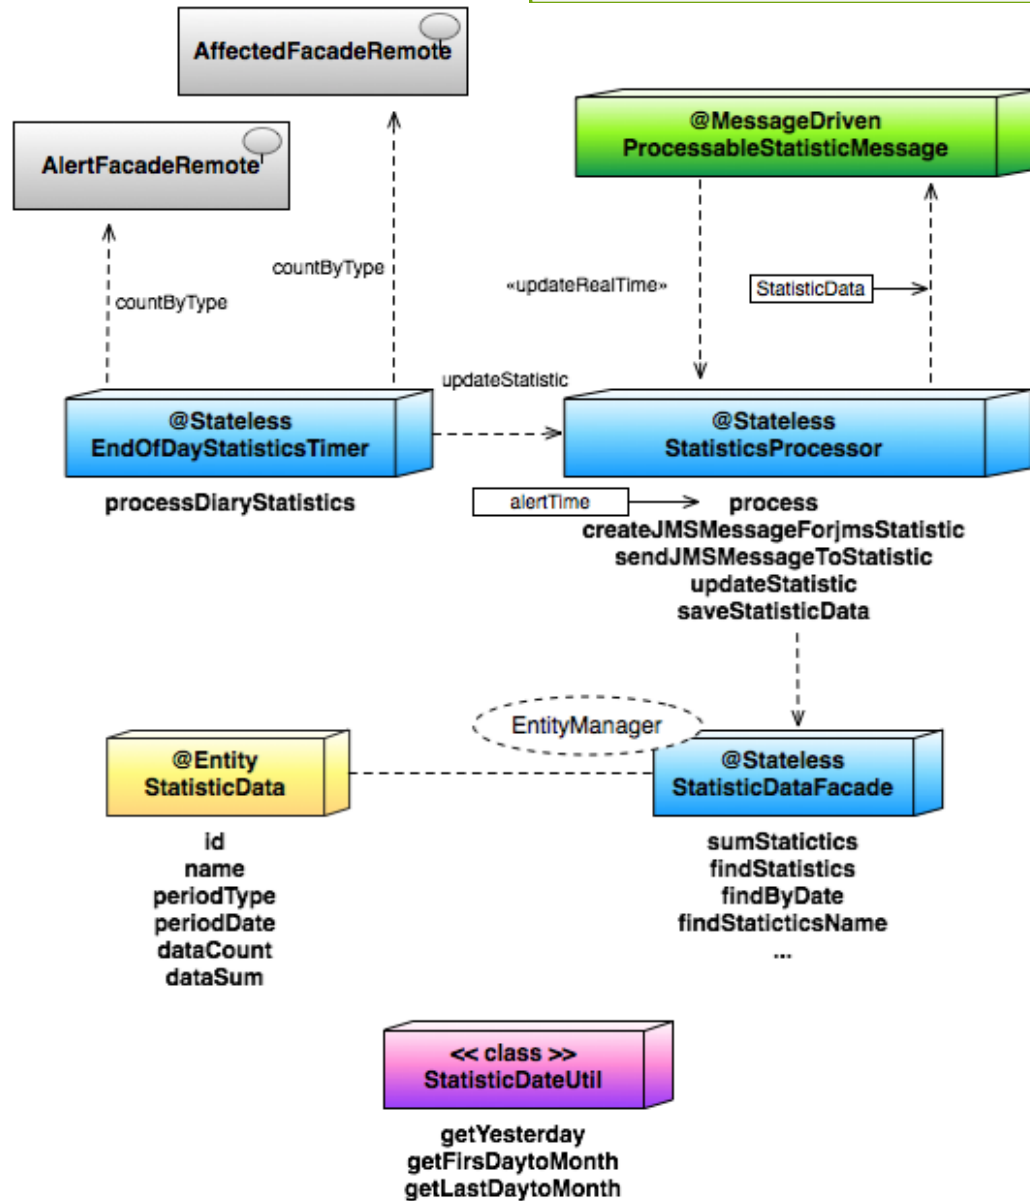 AffectedFacadeRemote
@MessageDriven
ProcessableStatisticMessage
AlertFacadeRemote
countByType
countByType
«updateRealTime»
StatisticData
updateStatistic
@Stateless
EndOfDayStatisticsTimer
processDiaryStatistics
@Stateless
StatisticsProcessor
alertTime
process
createJMSMessageForjmsStatistic
sendJMSMessageToStatistic
updateStatistic
saveStatisticData
EntityManager
@Entity
StatisticData
id
name
periodType
periodDate
dataCount
dataSum
@Stateless
StatisticDataFacade
sumStatictics
findStatistics
findByDate
findStaticticsName
...
<< class >>
StatisticDateUtil
getYesterday
getFirsDaytoMonth
getLastDaytoMonth